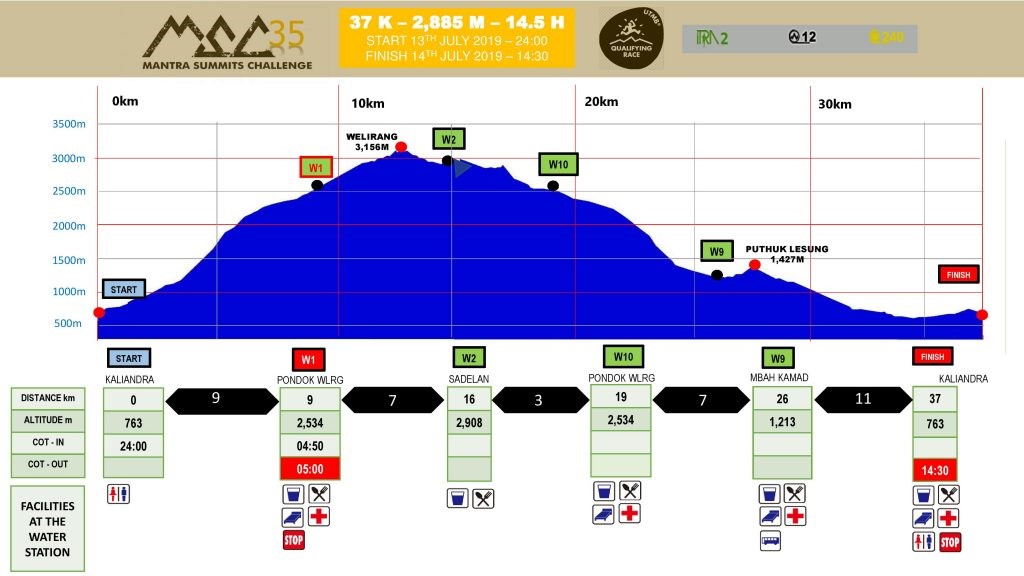 MSC 35
MANTRA SUMMITS CHALLENGE
37 K – 2,885 M – 14.5 H
START 13TH JULY 2019 – 24:00
FINISH 14TH JULY 2019 – 14:30
UTMB®
QUALIFYING
RACE
ITRA 2
12
240
0km 10km 20km 30km
3500m
3000m
2500m
2000m
1500m
1000m
500m
WELIRANG
3,156M
W2
W1
W10
W9
PUTHUK LESUNG
1,427M
START
FINISH
START W1 W2 W10 W9 FINISH
KALIANDRA PONDOK WLRG SADELAN PONDOK WLRG MBAH KAMAD KALIANDRA
DISTANCE km 0 9 9 7 16 3 19 7 26 11 37
ALTITUDE m 763 2,534 2,908 2,534 1,213 763
COT - IN 24:00 04:50
COT - OUT 05:00 14:30
FACILITIES
AT THE
WATER
STATION
STOP
STOP